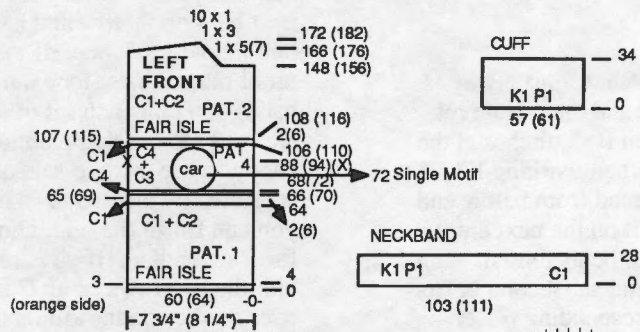 10 x 1
1 x 3
1 x 5(7)
172 (182)
166 (176)
148 (156)
LEFT
FRONT
C1+C2
PAT. 2
FAIR ISLE
108 (116)
2(6)
107 (115)
106 (110)
C1
C4
PAT
X +
4
88 (94)(X)
C3
car
72 Single Motif
C4
68(72)
65 (69)
66 (70)
C1
64
C1 + C2
2(6)
PAT. 1
FAIR ISLE
3
4
0
(orange side)
60 (64)
-0-
7 3/4" (8 1/4")
CUFF
34
K1 P1
0
57 (61)
NECKBAND
28
K1 P1
C1
0
103 (111)